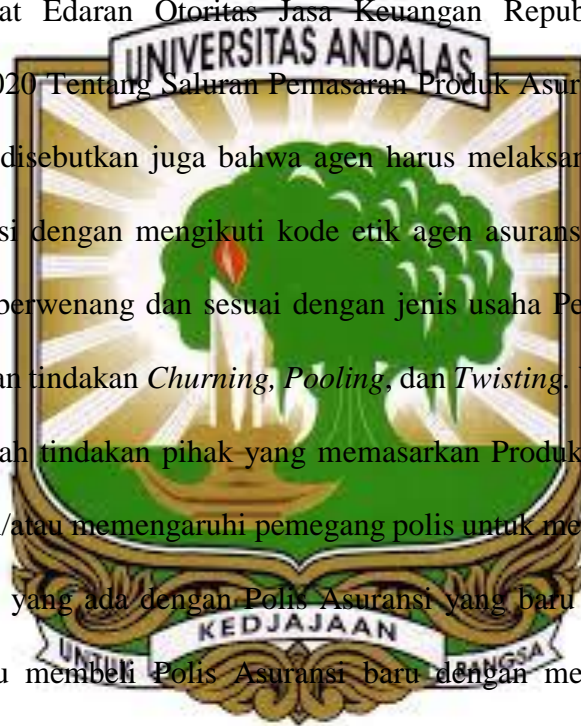 at Edaran Otoritas Jasa Keuangan Repub
UNIVERSITAS ANDALAS
020 Tentang Saluran Pemasaran Produk Asur
disebutkan juga bahwa agen harus melaksan
si dengan mengikuti kode etik agen asurans
berwenang dan sesuai dengan jenis usaha Pe
an tindakan Churning, Pooling, dan Twisting.
ah tindakan pihak yang memasarkan Produk
/atau memengaruhi pemegang polis untuk me
yang ada dengan Polis Asuransi yang baru
KEDJAJAAN
UNTUK BANGSA
u membeli Polis Asuransi baru dengan me